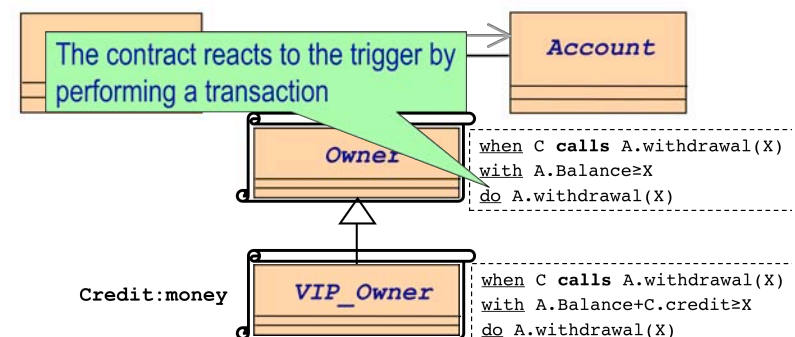 The contract reacts to the trigger by
performing a transaction
Account
Owner
when C calls A.withdrawal(X)
with A.Balance≥X
do A.withdrawal(X)
Credit:money
VIP_Owner
when C calls A.withdrawal(X)
with A.Balance+C.credit≥X
do A.withdrawal(X)